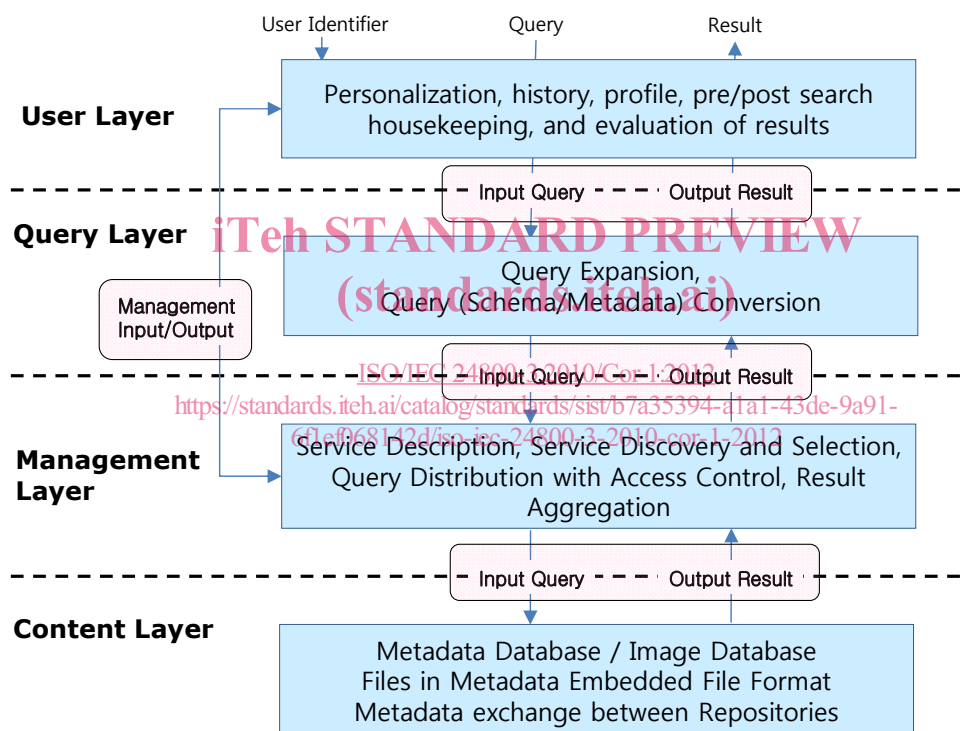 User Identifier
Query
Result
User Layer
Personalization, history, profile, pre/post search
housekeeping, and evaluation of results
Input Query
Output Result
Query Layer
iTeh STANDARD PREVIEW
(standards.iteh.ai)
Query Expansion,
Query (Schema/Metadata) Conversion
Management
Input/Output
ISO/IEC 24800-3:2010/Cor 1:2012
Input Query
Output Result
https://standards.iteh.ai/catalog/standards/sist/b7a35394-a1a1-43de-9a91-
6f1ef068142d/iso-iec-24800-3-2010-cor-1-2012
Management
Layer
Service Description, Service Discovery and Selection,
Query Distribution with Access Control, Result
Aggregation
Input Query
Output Result
Content Layer
Metadata Database / Image Database
Files in Metadata Embedded File Format
Metadata exchange between Repositories